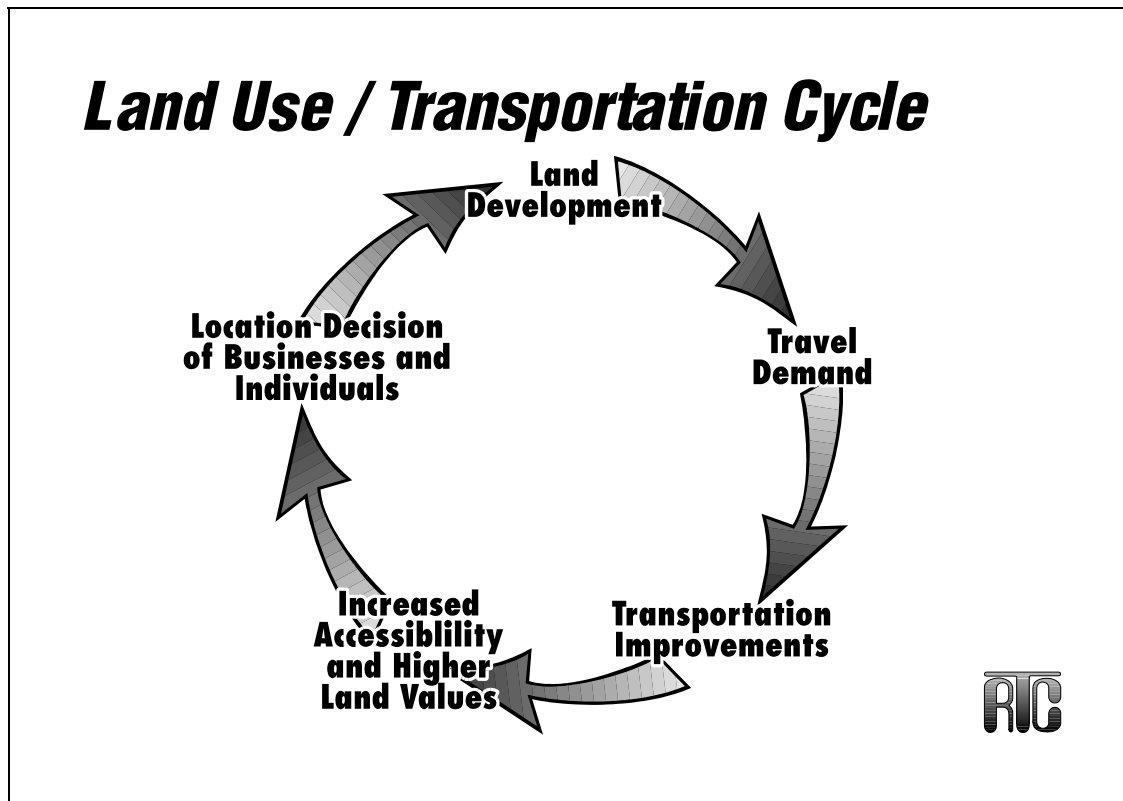 Land Use / Transportation Cycle
Land
Development
Travel
Demand
Transportation
Improvements
Increased
Accessiblility
and Higher
Land Values
Location-Decision
of Businesses and
Individuals
RTC